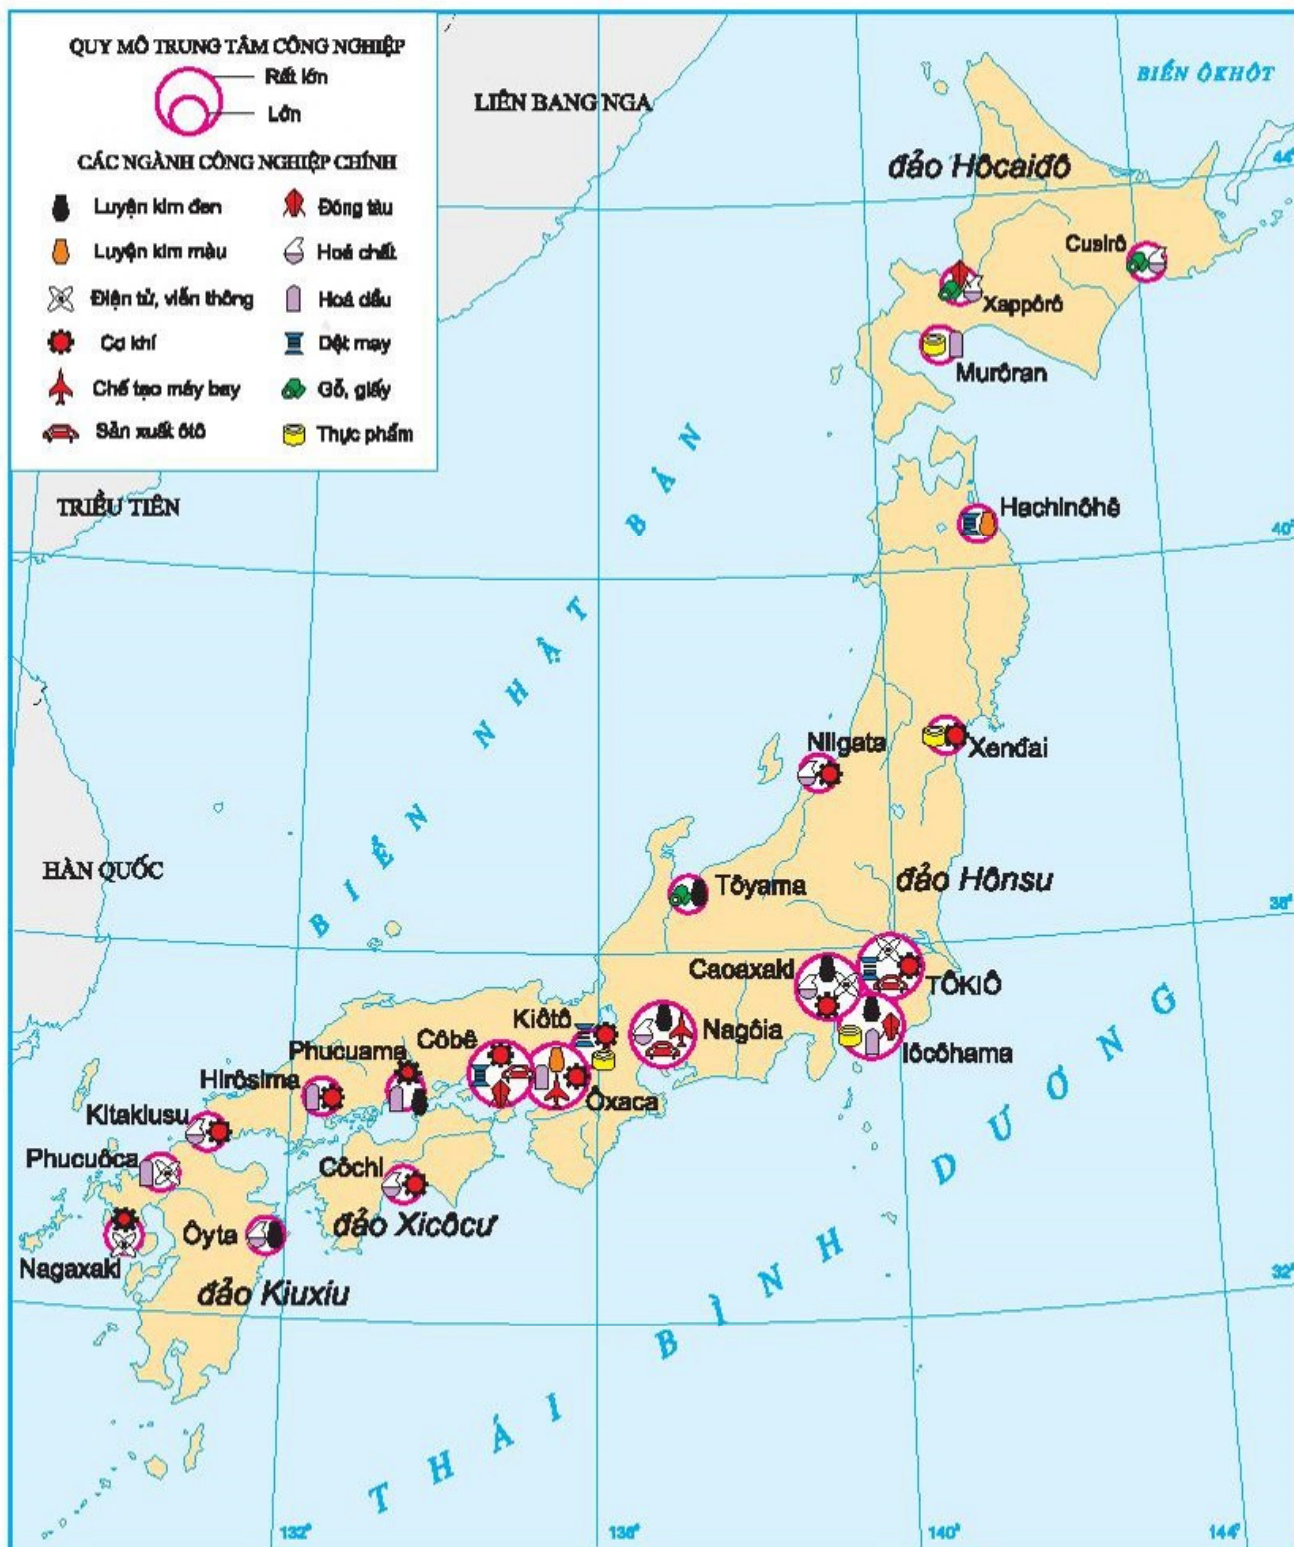 QUY MÔ TRUNG TÂM CÔNG NGHIỆP
Rất lớn
Lớn
CÁC NGÀNH CÔNG NGHIỆP CHÍNH
Luyện kim đen
Đóng tàu
Luyện kim màu
Hoá chất
Điện tử, viễn thông
Hoá dầu
Cơ khí
Dệt may
Chế tạo máy bay
Gỗ, giấy
Sản xuất ôtô
Thực phẩm
LIÊN BANG NGA
BIỂN ÔKHÔT
44°
đảo Hôcaiđô
Cusirô
Xappôrô
Murôran
TRIỀU TIÊN
Hachinôhê
40°
BIỂN NHẬT BẢN
Niigata
Xenđai
HÀN QUỐC
Tôyama
đảo Hônsu
36°
Caoaxaki
TÔKIÔ
Kiôtô
Nagôia
Iôcôhama
Côbê
Phucuama
Hirôsima
Ôxaca
Kitakiusu
Phucuôca
Côchi
đảo Xicôcư
Ôyta
Nagaxaki
đảo Kiuxiu
32°
THÁI BÌNH DƯƠNG
132°
136°
140°
144°